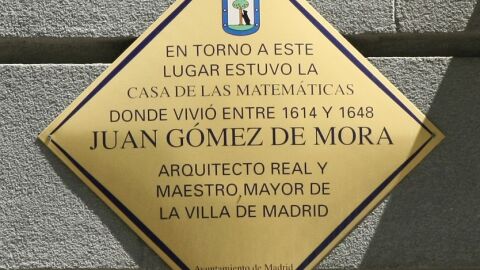 EN TORNO A ESTE
LUGAR ESTUVO LA
CASA DE LAS MATEMÁTICAS
DONDE VIVIÓ ENTRE 1614 Y 1648
JUAN GÓMEZ DE MORA
ARQUITECTO REAL Y
MAESTRO MAYOR DE
LA VILLA DE MADRID
Ayuntamiento de Madrid